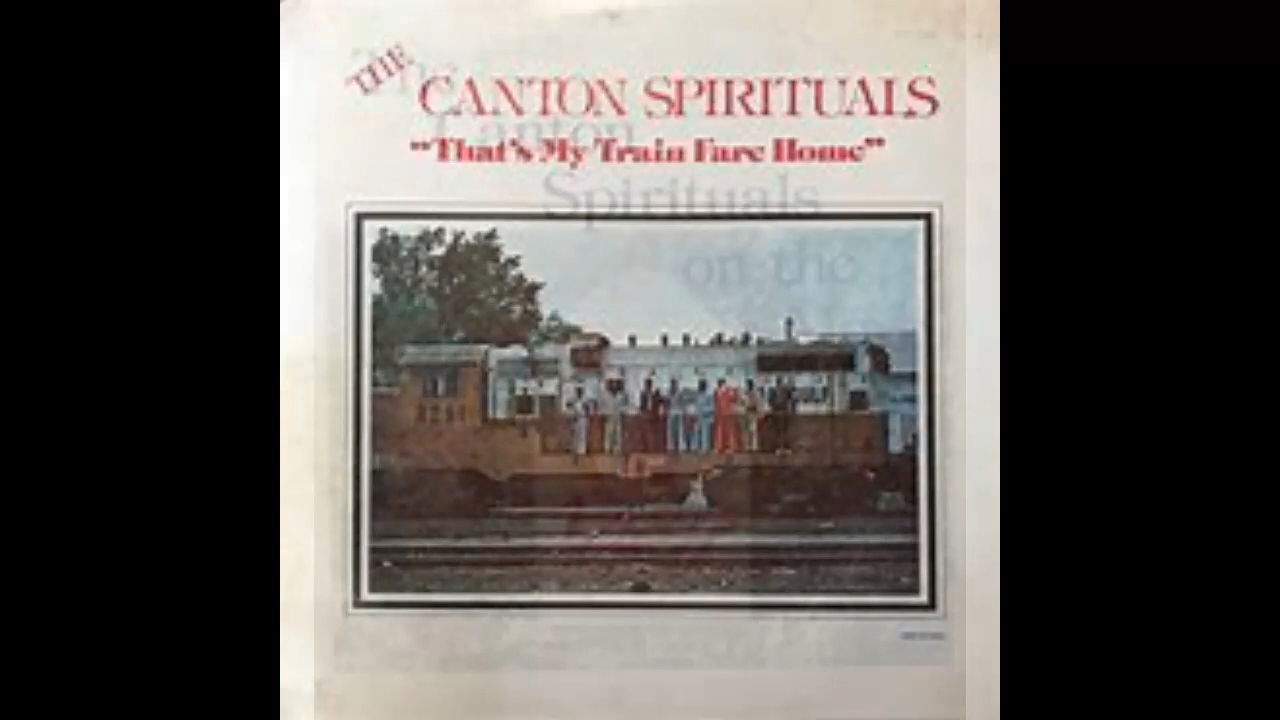 THE
CANTON SPIRITUALS
“That’s My Train Fare Home”
Canton
Spirituals
on the